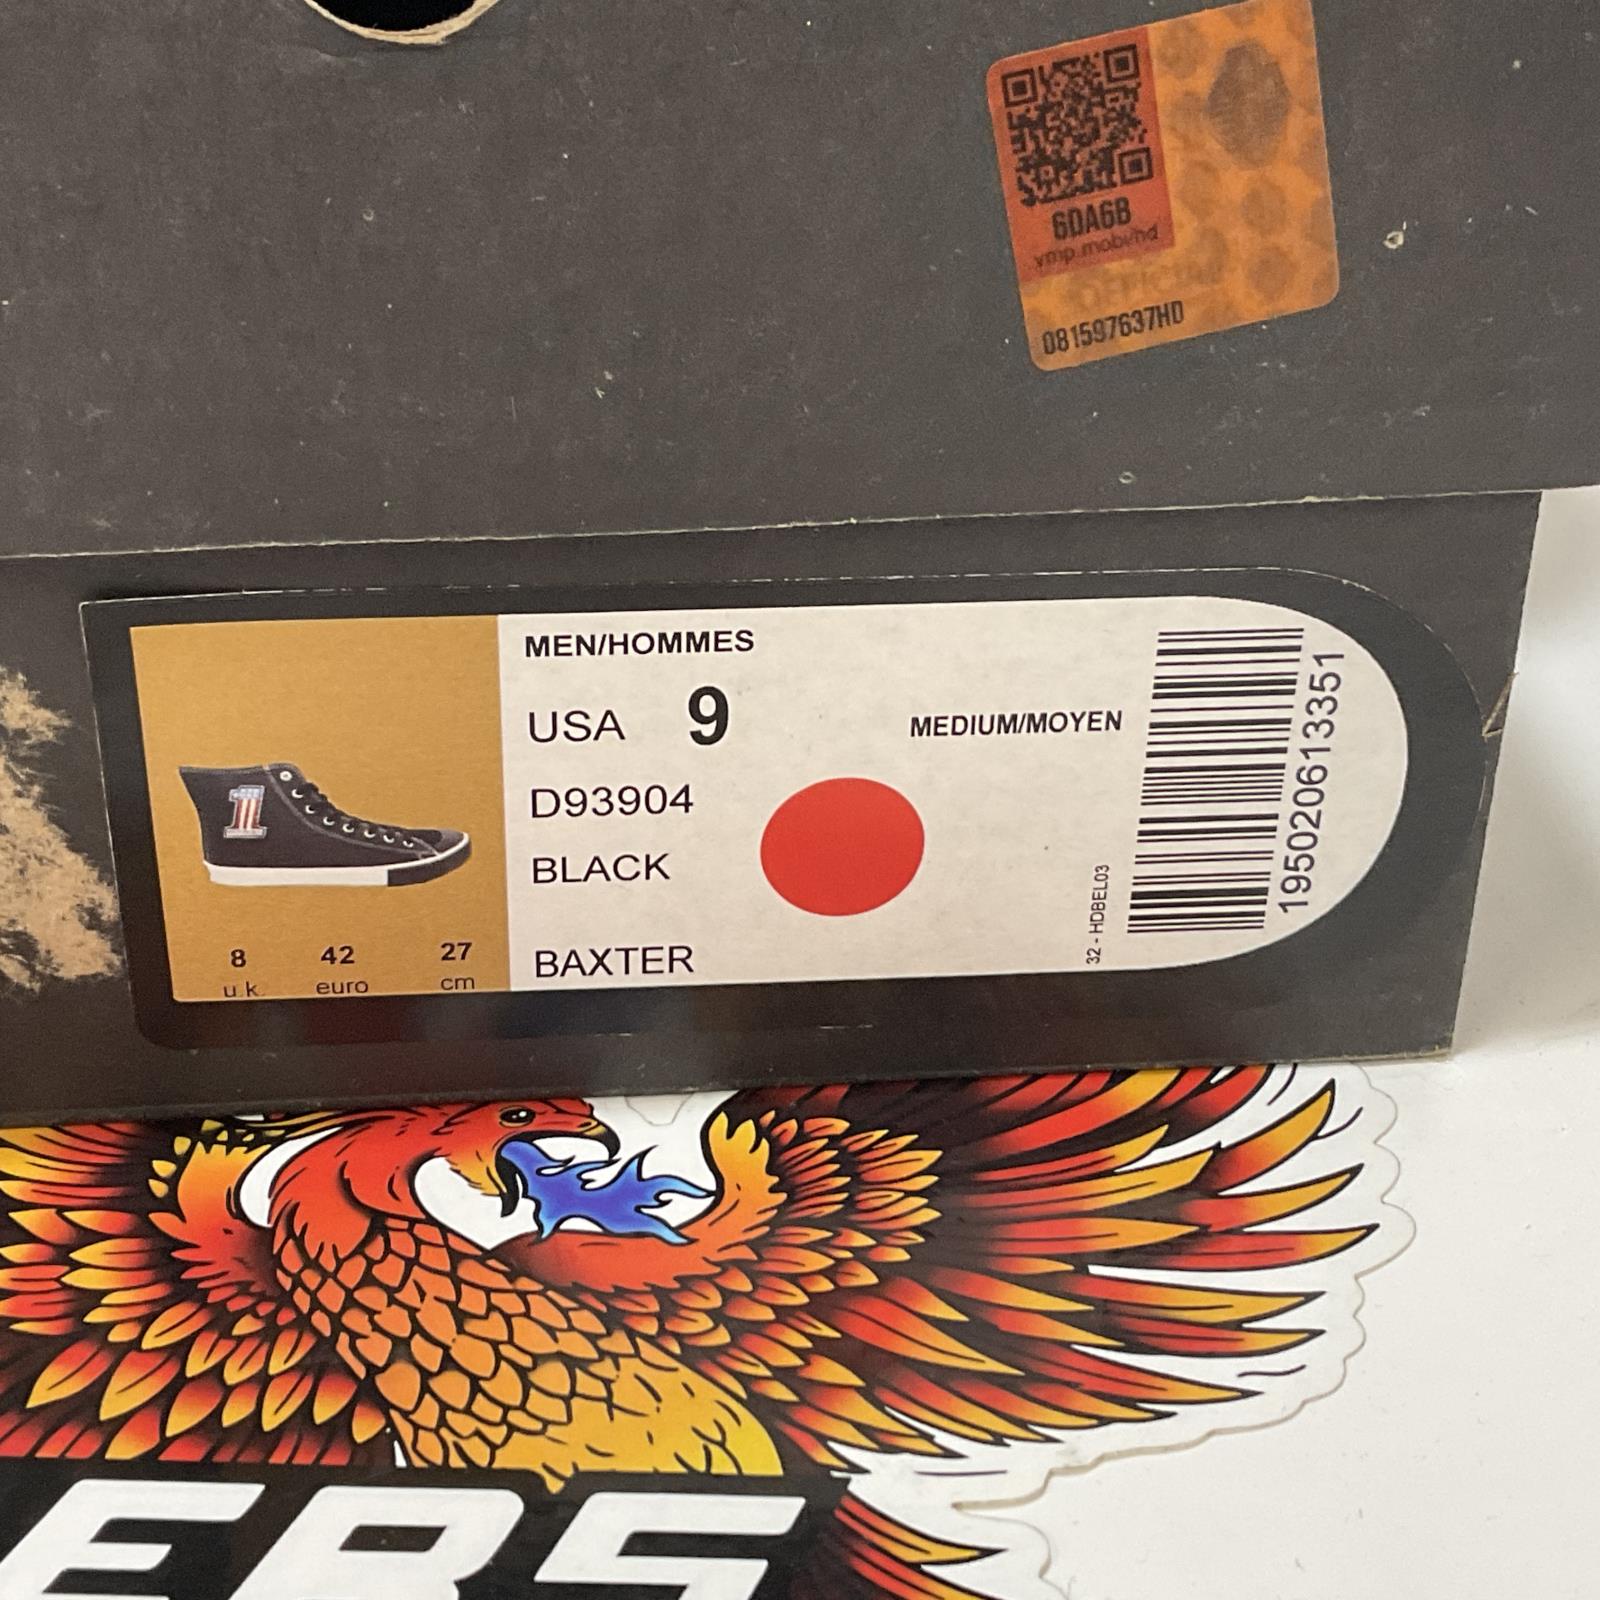 6DA6B
ymp.mobi/hd
OFFICIAL
081597637HD
MEN/HOMMES
USA 9
MEDIUM/MOYEN
D93904
BLACK
BAXTER
8 42 27
u.k. euro cm
32 - HDBEL03
195020613351
ERS